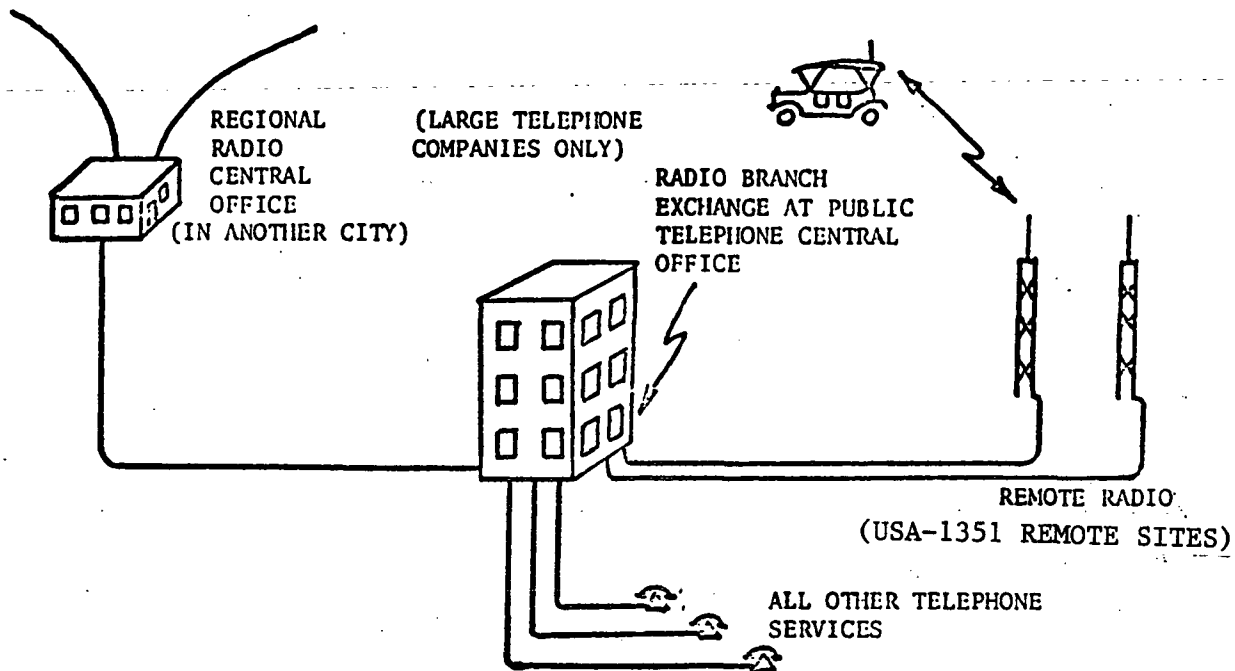 REGIONAL
RADIO
CENTRAL
OFFICE
(IN ANOTHER CITY)
(LARGE TELEPHONE
COMPANIES ONLY)
RADIO BRANCH
EXCHANGE AT PUBLIC
TELEPHONE CENTRAL
OFFICE
REMOTE RADIO
(USA-1351 REMOTE SITES)
ALL OTHER TELEPHONE
SERVICES